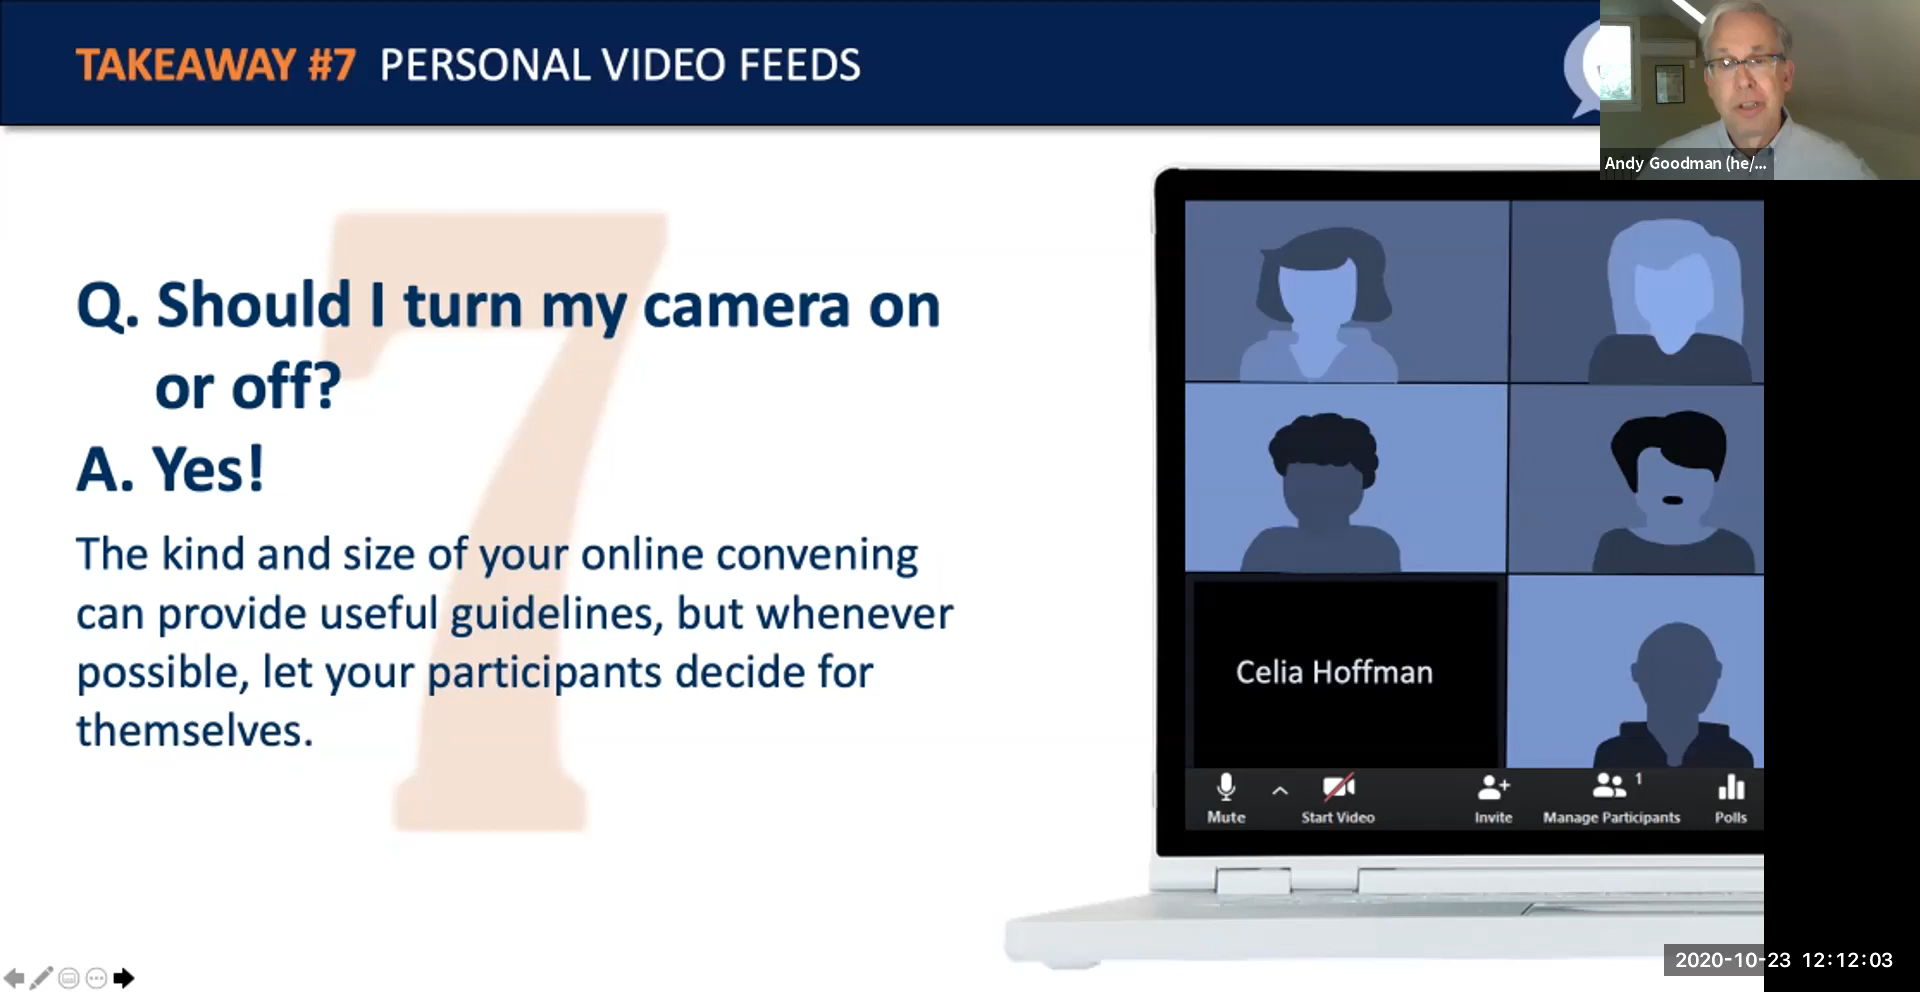 TAKEAWAY #7 PERSONAL VIDEO FEEDS
Andy Goodman (he/...
Q. Should I turn my camera on
or off?
A. Yes!
The kind and size of your online convening
can provide useful guidelines, but whenever
possible, let your participants decide for
themselves.
7
Celia Hoffman
1
Mute Start Video Invite Manage Participants Polls
2020-10-23 12:12:03